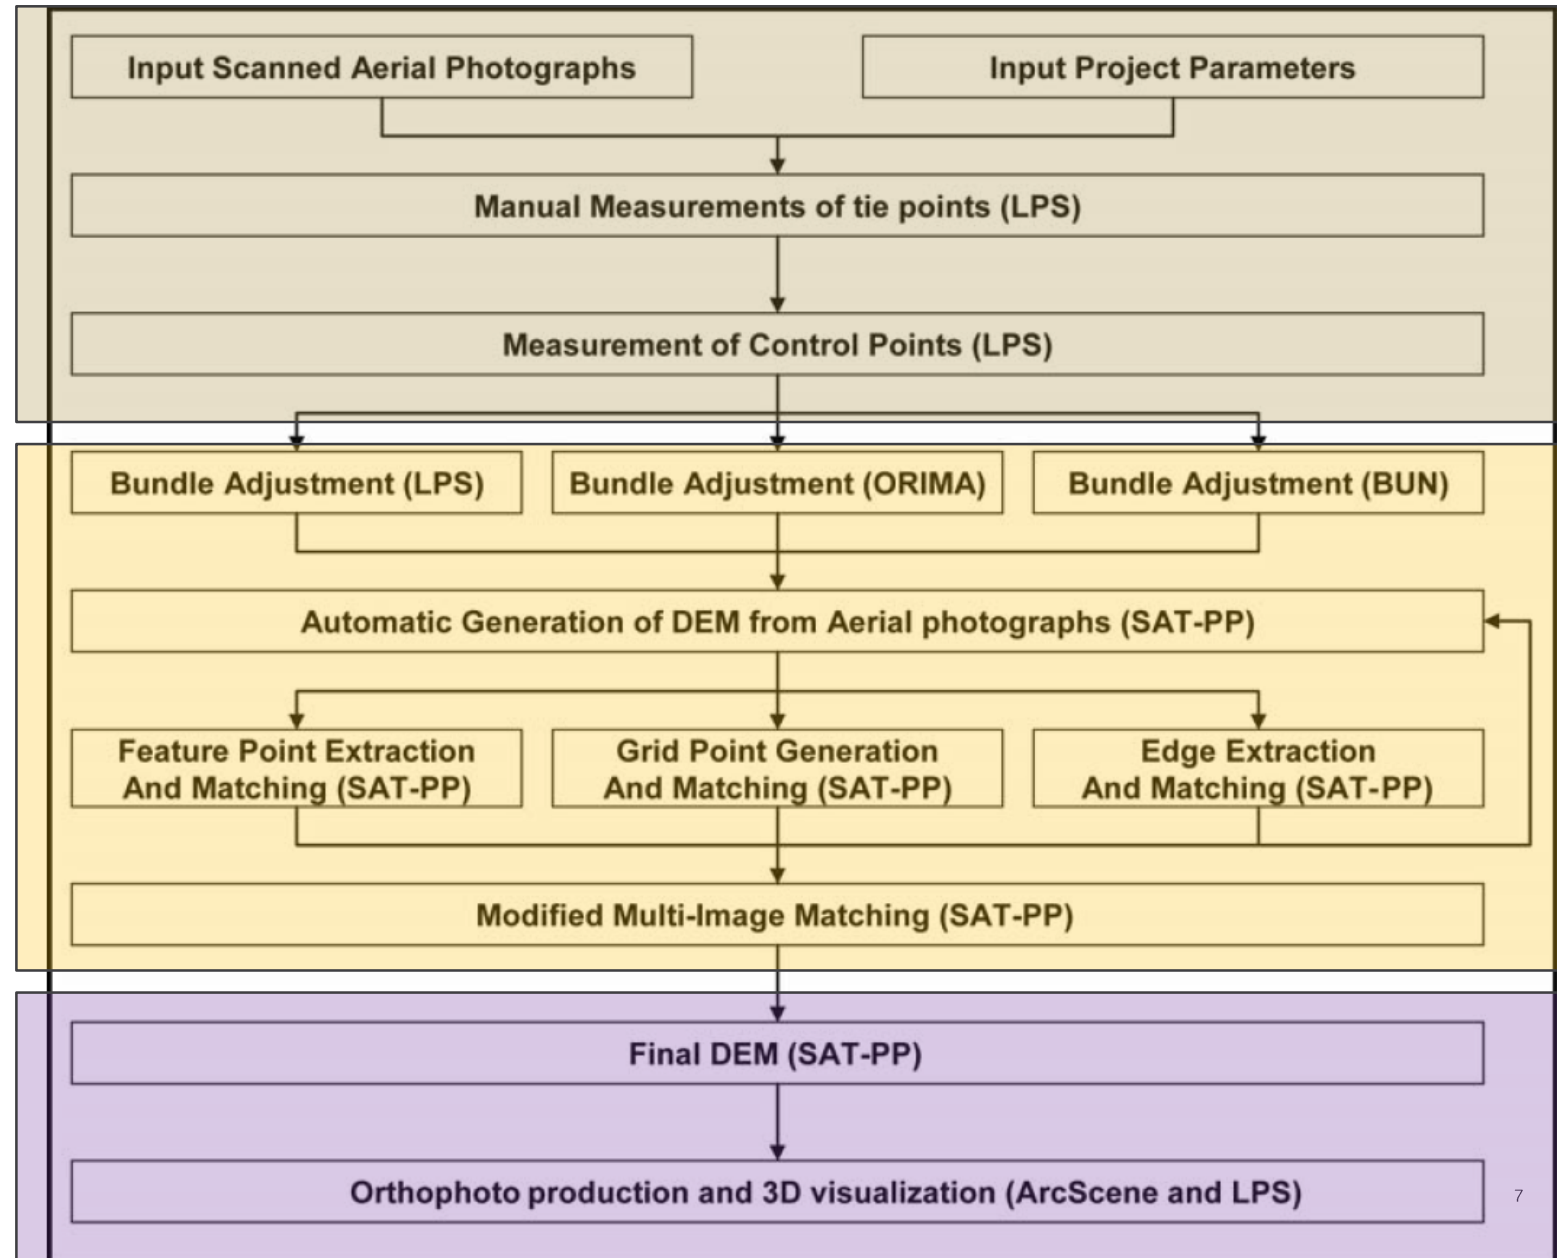 Input Scanned Aerial Photographs
Input Project Parameters
Manual Measurements of tie points (LPS)
Measurement of Control Points (LPS)
Bundle Adjustment (LPS)
Bundle Adjustment (ORIMA)
Bundle Adjustment (BUN)
Automatic Generation of DEM from Aerial photographs (SAT-PP)
Feature Point Extraction
And Matching (SAT-PP)
Grid Point Generation
And Matching (SAT-PP)
Edge Extraction
And Matching (SAT-PP)
Modified Multi-Image Matching (SAT-PP)
Final DEM (SAT-PP)
Orthophoto production and 3D visualization (ArcScene and LPS)
7